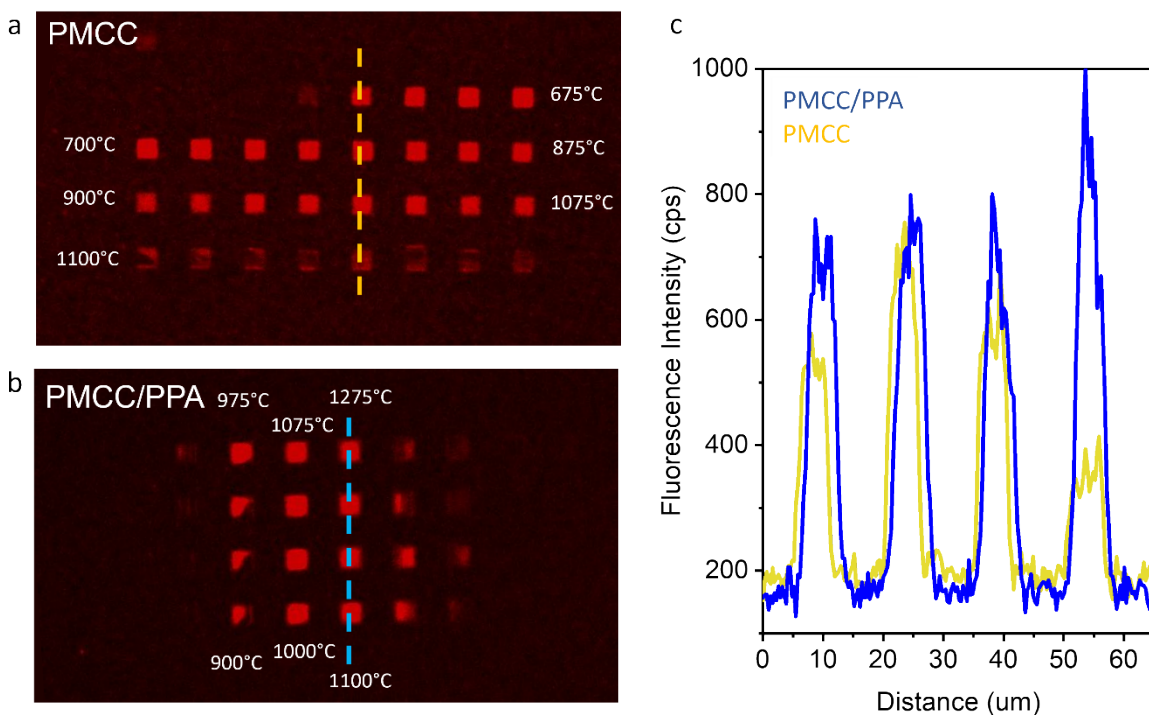 a
PMCC
675°C
700°C
875°C
900°C
1075°C
1100°C
b
PMCC/PPA
975°C
1275°C
1075°C
900°C
1000°C
1100°C
c
PMCC/PPA
PMCC
1000
800
600
400
200
Fluorescence Intensity (cps)
0 10 20 30 40 50 60
Distance (um)